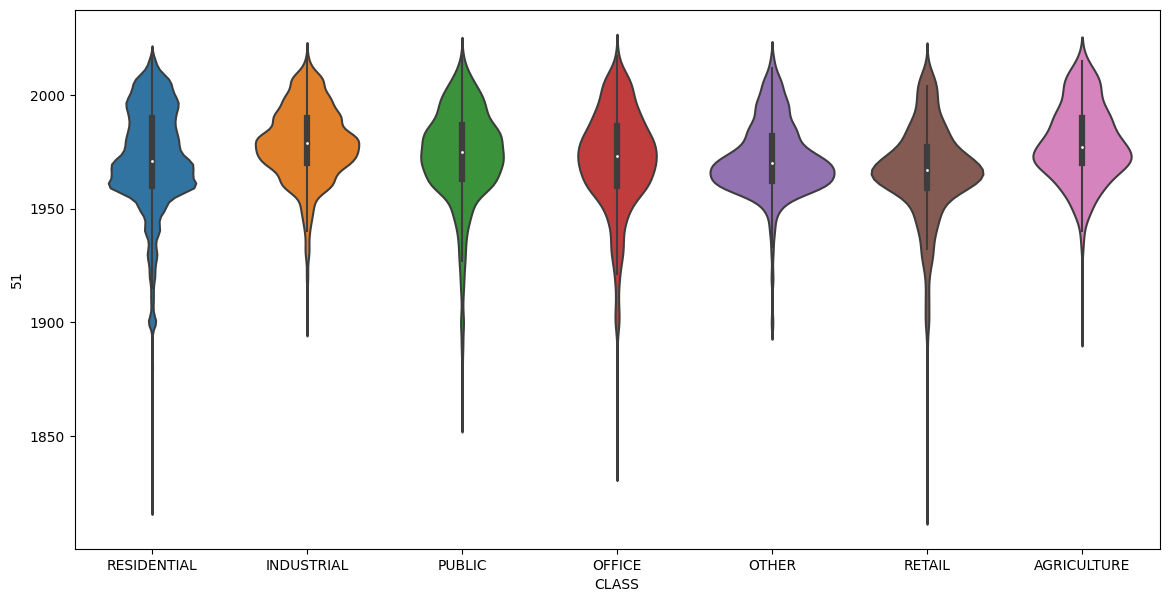 2000
1950
1900
1850
51
RESIDENTIAL INDUSTRIAL PUBLIC OFFICE OTHER RETAIL AGRICULTURE
CLASS